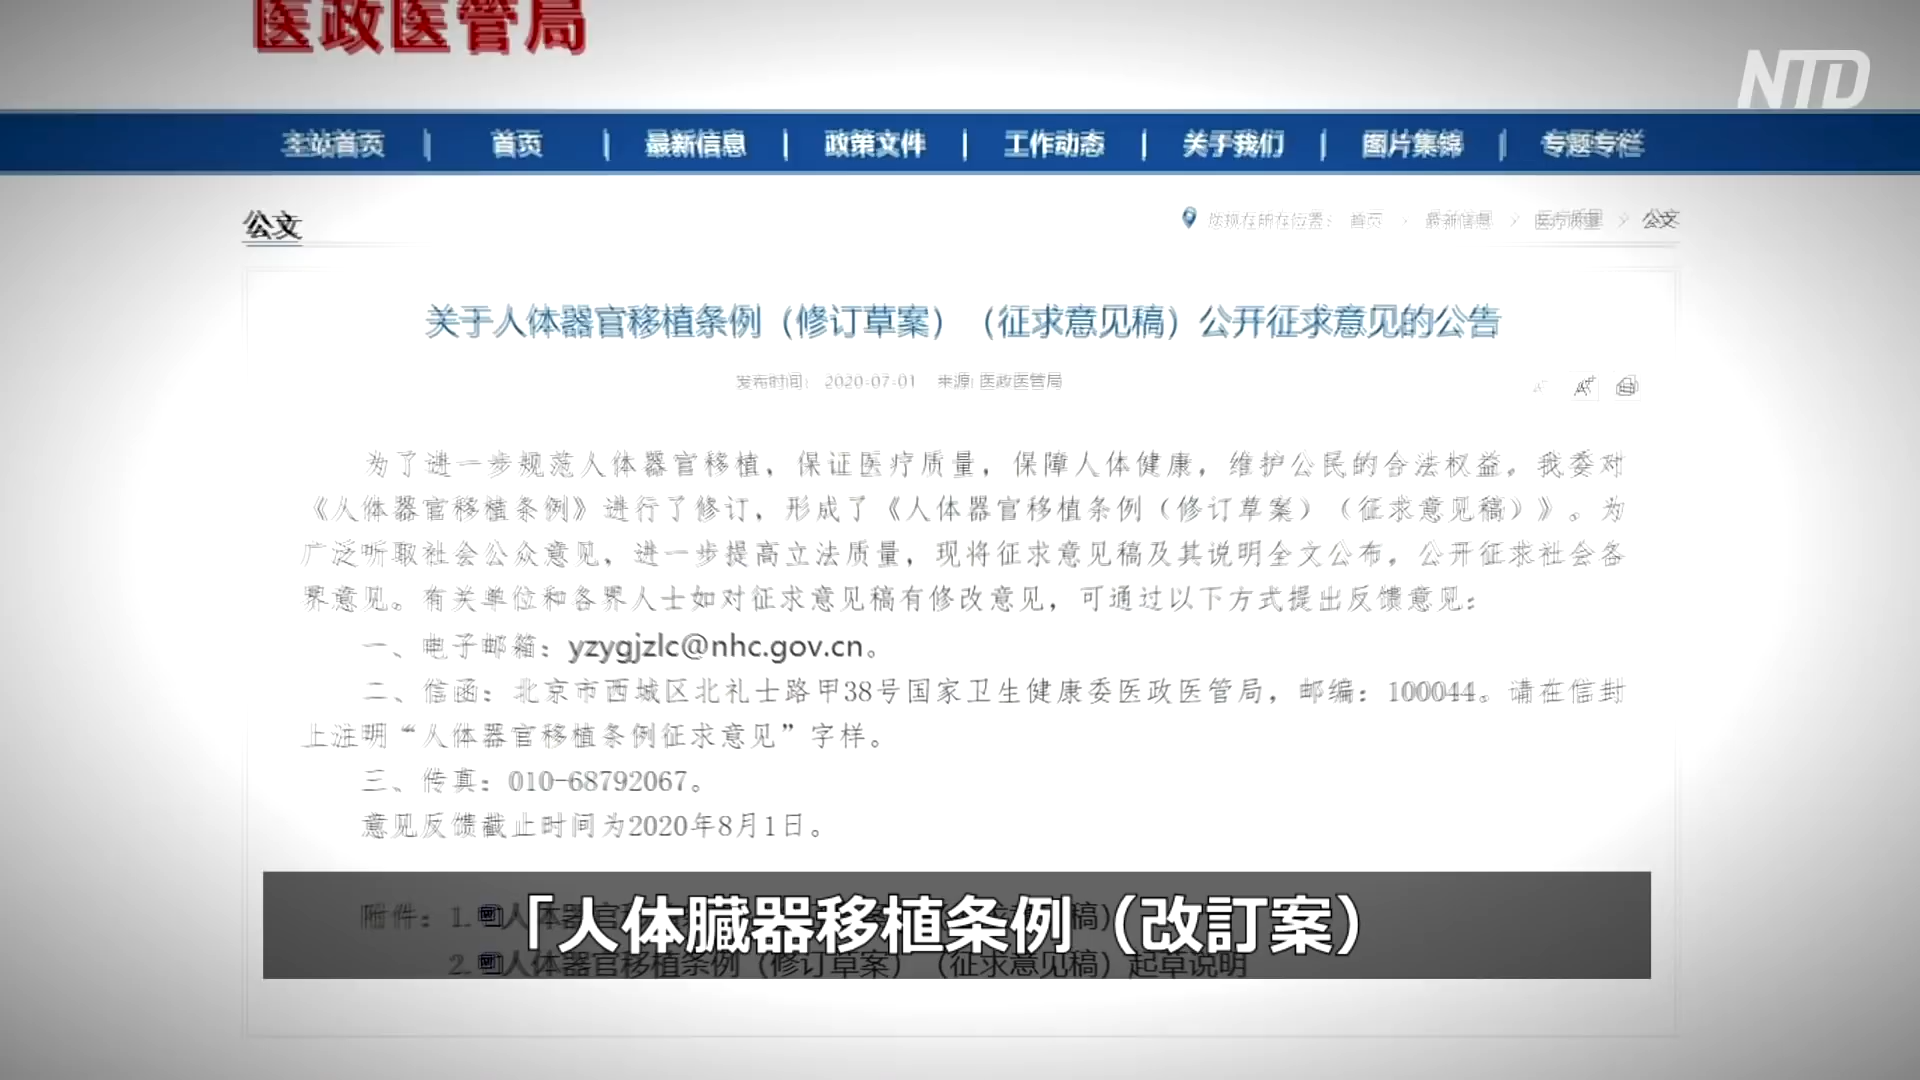 医政医管局
NTD
主站首页 | 首页 | 最新信息 | 政策文件 | 工作动态 | 关于我们 | 图片集锦 | 专题专栏
公文
您现在所在位置： 首页 > 最新信息 > 医疗质量 > 公文
关于人体器官移植条例（修订草案）（征求意见稿）公开征求意见的公告
发布时间： 2020-07-01 来源: 医政医管局
为了进一步规范人体器官移植，保证医疗质量，保障人体健康，维护公民的合法权益，我委对
《人体器官移植条例》进行了修订，形成了《人体器官移植条例（修订草案）（征求意见稿）》。为
广泛听取社会公众意见，进一步提高立法质量，现将征求意见稿及其说明全文公布，公开征求社会各
界意见。有关单位和各界人士如对征求意见稿有修改意见，可通过以下方式提出反馈意见：
一、电子邮箱：yzygjzlc@nhc.gov.cn。
二、信函：北京市西城区北礼士路甲38号国家卫生健康委医政医管局，邮编：100044。请在信封
上注明“人体器官移植条例征求意见”字样。
三、传真：010-68792067。
意见反馈截止时间为2020年8月1日。
附件：1.人体器官移 稿）
「人体臓器移植条例（改訂案）
2.人体器官移植条例（修订草案）（征求意见稿）起草说明